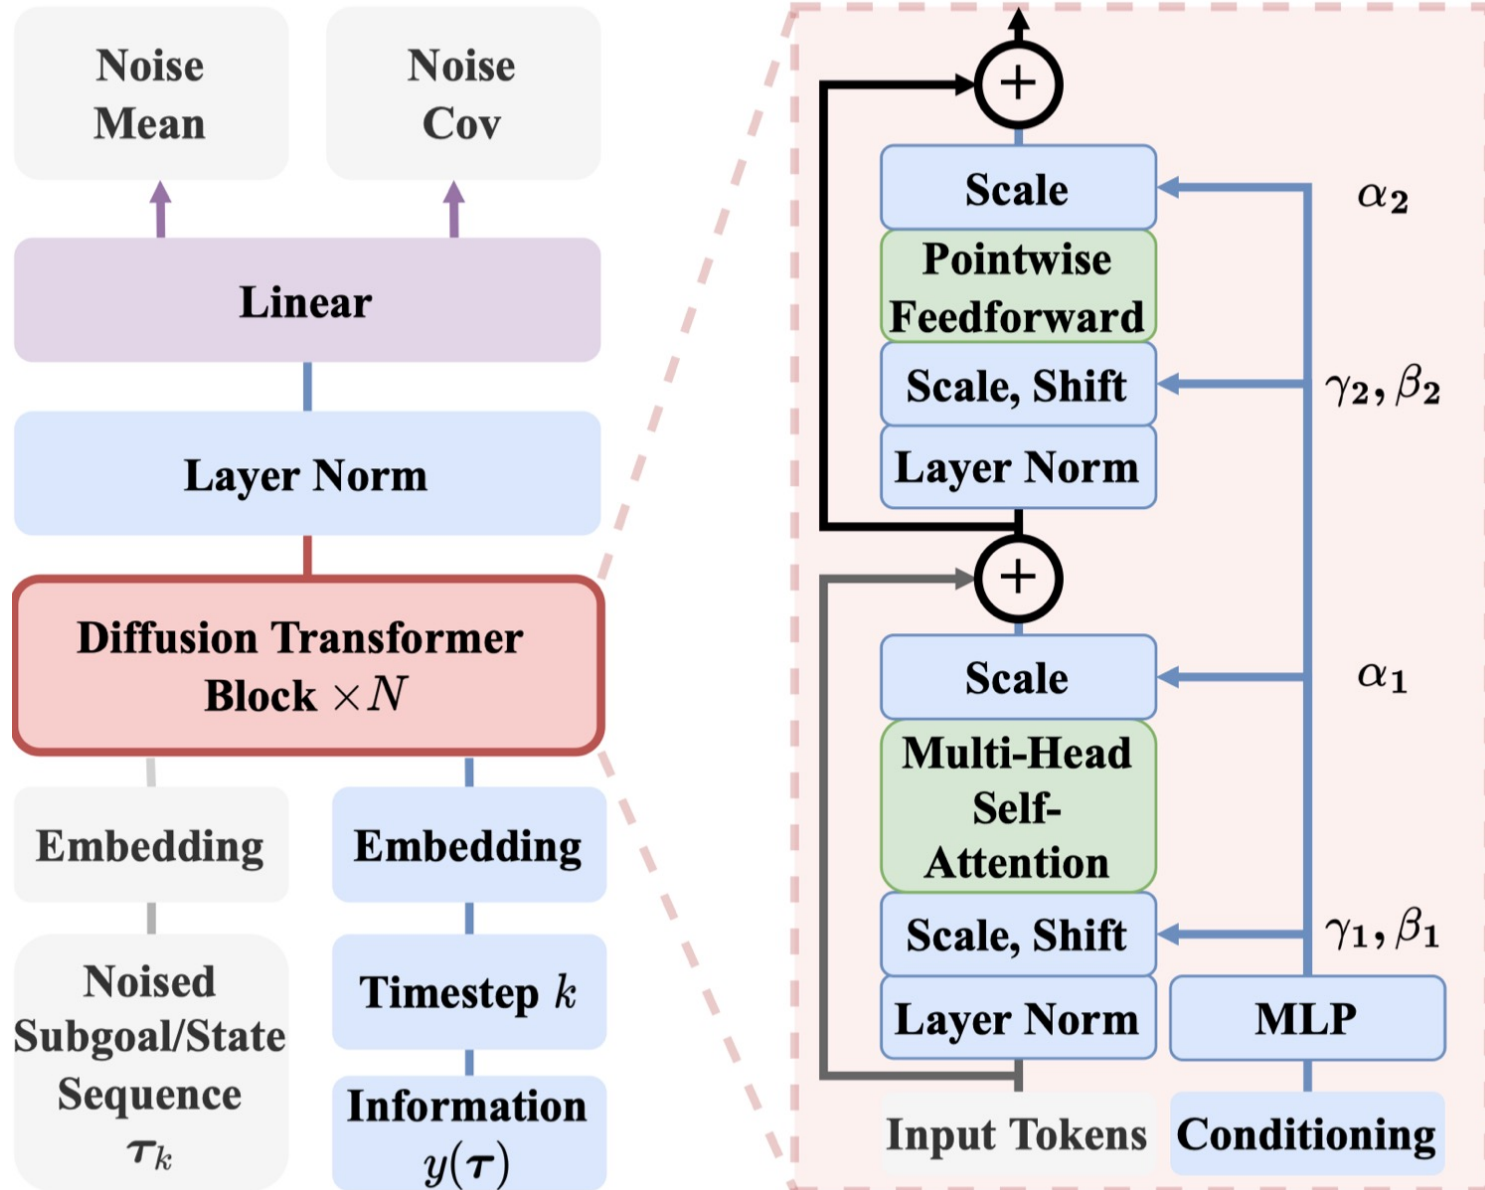 Noise
Mean
Noise
Cov
Linear
Layer Norm
Diffusion Transformer
Block ×N
Embedding
Embedding
Noised
Subgoal/State
Sequence
τₖ
Timestep k
Information
y(τ)
+
Scale
α₂
Pointwise
Feedforward
Scale, Shift
γ₂, β₂
Layer Norm
+
Scale
α₁
Multi-Head
Self-
Attention
Scale, Shift
γ₁, β₁
Layer Norm
MLP
Input Tokens
Conditioning